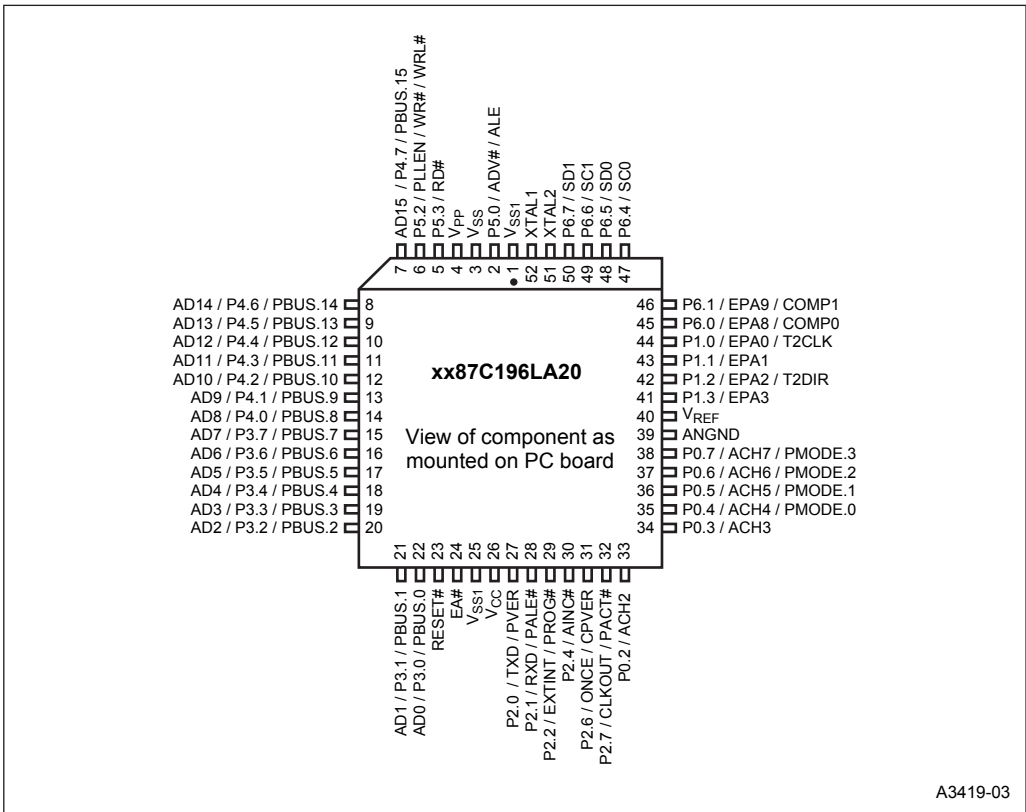 AD15 / P4.7 / PBUS.15
P5.2 / PLLEN / WR# / WRL#
P5.3 / RD#
VPP
VSS
P5.0 / ADV# / ALE
VSS1
XTAL1
XTAL2
P6.7 / SD1
P6.6 / SC1
P6.5 / SD0
P6.4 / SC0
7 6 5 4 3 2 1 52 51 50 49 48 47
AD14 / P4.6 / PBUS.14 8
AD13 / P4.5 / PBUS.13 9
AD12 / P4.4 / PBUS.12 10
AD11 / P4.3 / PBUS.11 11
AD10 / P4.2 / PBUS.10 12
AD9 / P4.1 / PBUS.9 13
AD8 / P4.0 / PBUS.8 14
AD7 / P3.7 / PBUS.7 15
AD6 / P3.6 / PBUS.6 16
AD5 / P3.5 / PBUS.5 17
AD4 / P3.4 / PBUS.4 18
AD3 / P3.3 / PBUS.3 19
AD2 / P3.2 / PBUS.2 20
xx87C196LA20
View of component as
mounted on PC board
46 P6.1 / EPA9 / COMP1
45 P6.0 / EPA8 / COMP0
44 P1.0 / EPA0 / T2CLK
43 P1.1 / EPA1
42 P1.2 / EPA2 / T2DIR
41 P1.3 / EPA3
40 VREF
39 ANGND
38 P0.7 / ACH7 / PMODE.3
37 P0.6 / ACH6 / PMODE.2
36 P0.5 / ACH5 / PMODE.1
35 P0.4 / ACH4 / PMODE.0
34 P0.3 / ACH3
21 22 23 24 25 26 27 28 29 30 31 32 33
AD1 / P3.1 / PBUS.1
AD0 / P3.0 / PBUS.0
RESET#
EA#
VSS1
VCC
P2.0 / TXD / PVER
P2.1 / RXD / PALE#
P2.2 / EXTINT / PROG#
P2.4 / AINC#
P2.6 / ONCE / CPVER
P2.7 / CLKOUT / PACT#
P0.2 / ACH2
A3419-03